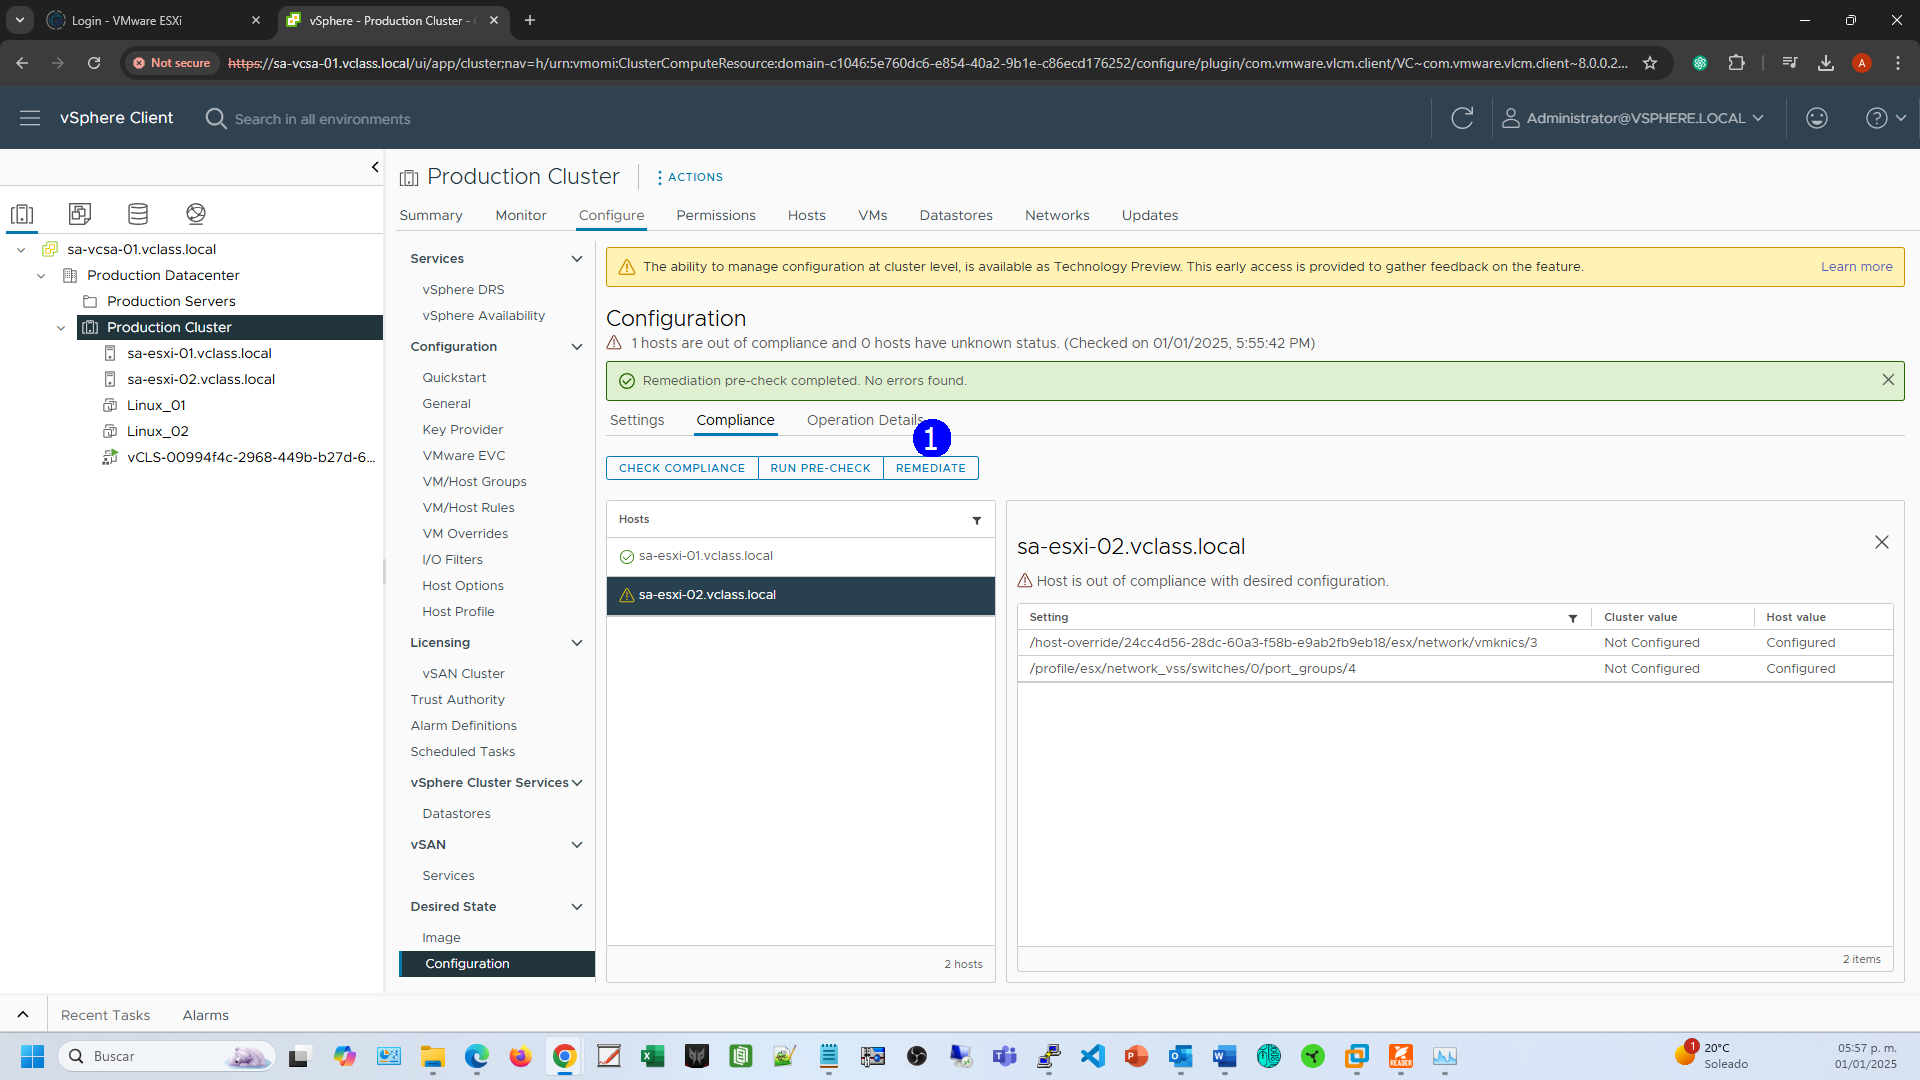 Login - VMware ESXi
vSphere - Production Cluster -
Not secure
https://sa-vcsa-01.vclass.local/ui/app/cluster;nav=h/urn:vmomi:ClusterComputeResource:domain-c1046:5e760dc6-e854-40a2-9b1e-c86ecd176252/configure/plugin/com.vmware.vlcm.client/VC~com.vmware.vlcm.client~8.0.0.2...
A
vSphere Client
Search in all environments
Administrator@VSPHERE.LOCAL
sa-vcsa-01.vclass.local
Production Datacenter
Production Servers
Production Cluster
sa-esxi-01.vclass.local
sa-esxi-02.vclass.local
Linux_01
Linux_02
vCLS-00994f4c-2968-449b-b27d-6...
Production Cluster
ACTIONS
Summary
Monitor
Configure
Permissions
Hosts
VMs
Datastores
Networks
Updates
Services
vSphere DRS
vSphere Availability
Configuration
Quickstart
General
Key Provider
VMware EVC
VM/Host Groups
VM/Host Rules
VM Overrides
I/O Filters
Host Options
Host Profile
Licensing
vSAN Cluster
Trust Authority
Alarm Definitions
Scheduled Tasks
vSphere Cluster Services
Datastores
vSAN
Services
Desired State
Image
Configuration
The ability to manage configuration at cluster level, is available as Technology Preview. This early access is provided to gather feedback on the feature.
Learn more
Configuration
1 hosts are out of compliance and 0 hosts have unknown status. (Checked on 01/01/2025, 5:55:42 PM)
Remediation pre-check completed. No errors found.
Settings
Compliance
Operation Details
1
CHECK COMPLIANCE
RUN PRE-CHECK
REMEDIATE
Hosts
sa-esxi-01.vclass.local
sa-esxi-02.vclass.local
2 hosts
sa-esxi-02.vclass.local
Host is out of compliance with desired configuration.
Setting
Cluster value
Host value
/host-override/24cc4d56-28dc-60a3-f58b-e9ab2fb9eb18/esx/network/vmknics/3
Not Configured
Configured
/profile/esx/network_vss/switches/0/port_groups/4
Not Configured
Configured
2 items
Recent Tasks
Alarms
Buscar
READER
1
20°C
Soleado
05:57 p. m.
01/01/2025